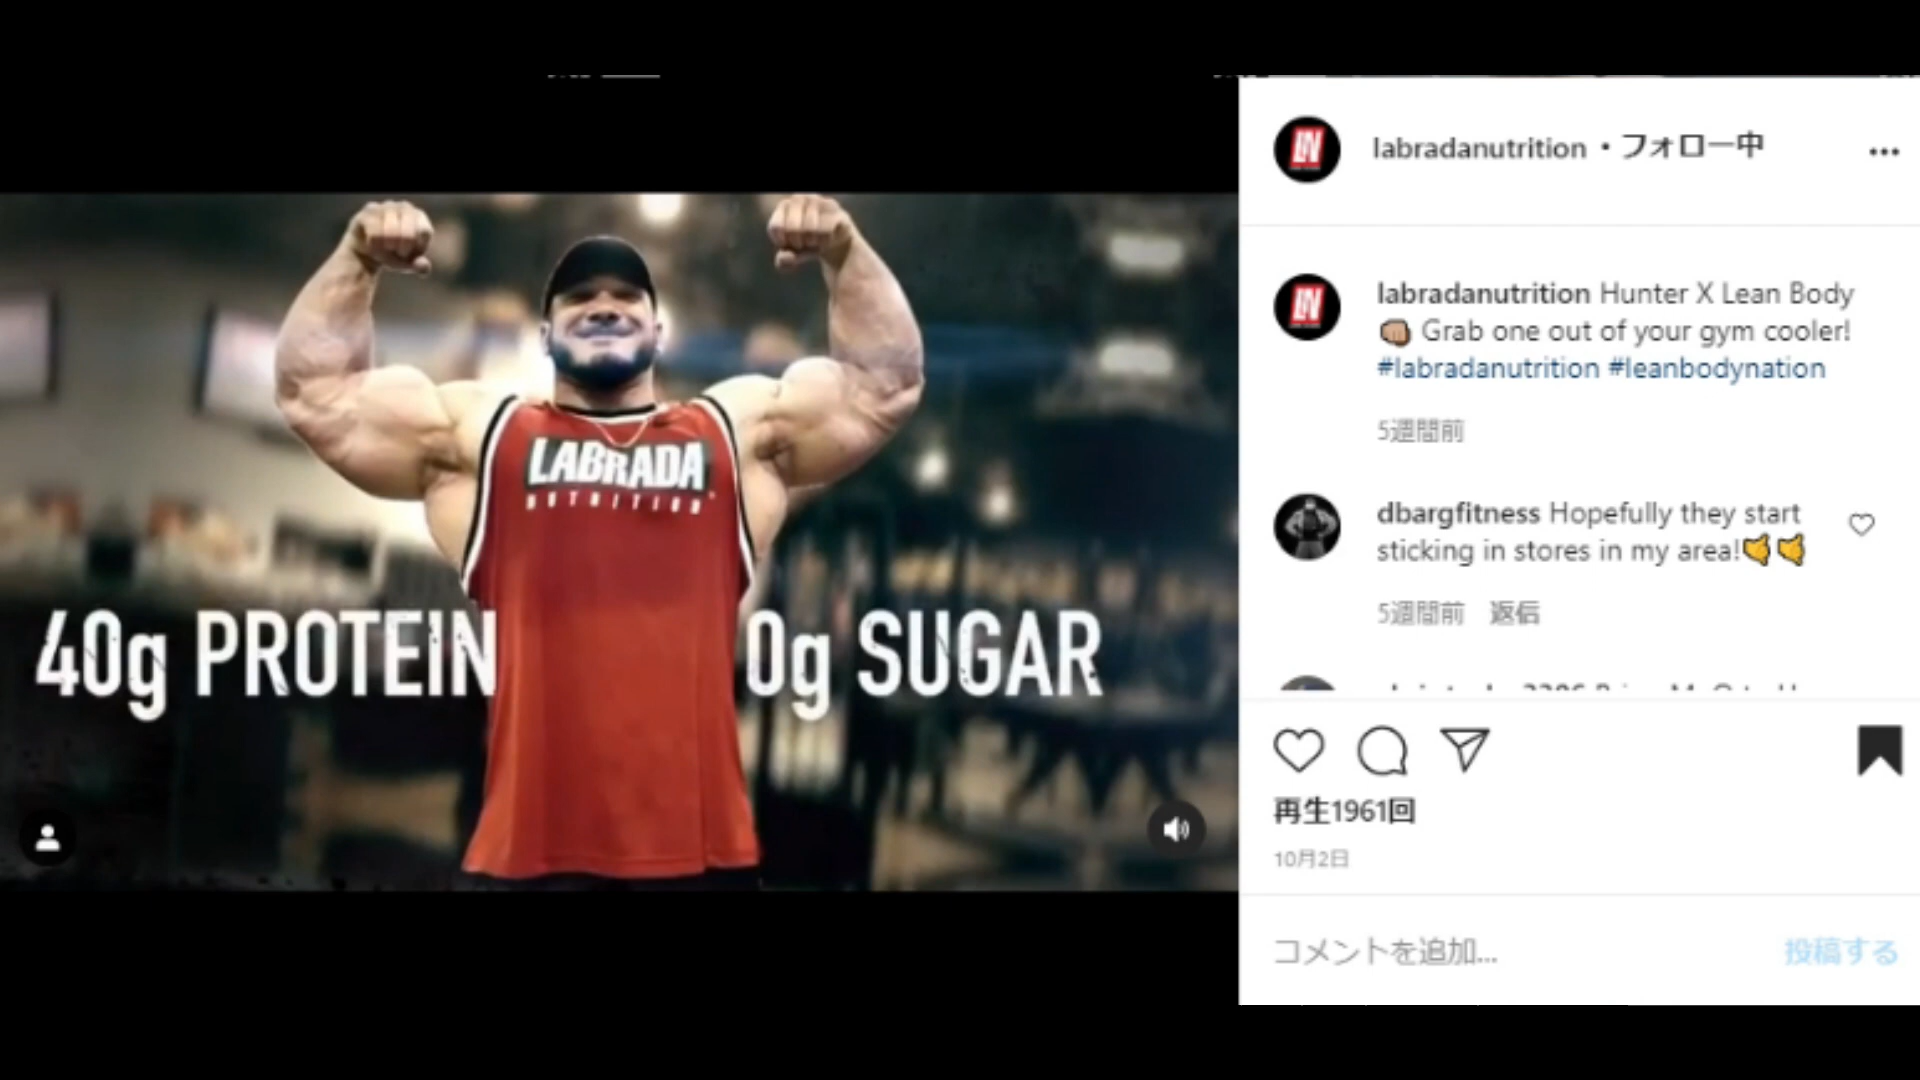 LABRADA
NUTRITION
40g PROTEIN
0g SUGAR
LN
labradanutrition・フォロー中
LN
labradanutrition Hunter X Lean Body
👊🏼 Grab one out of your gym cooler!
#labradanutrition #leanbodynation
5週間前
dbargfitness Hopefully they start
sticking in stores in my area!🤙🤙
5週間前 返信
再生1961回
10月2日
コメントを追加...
投稿する